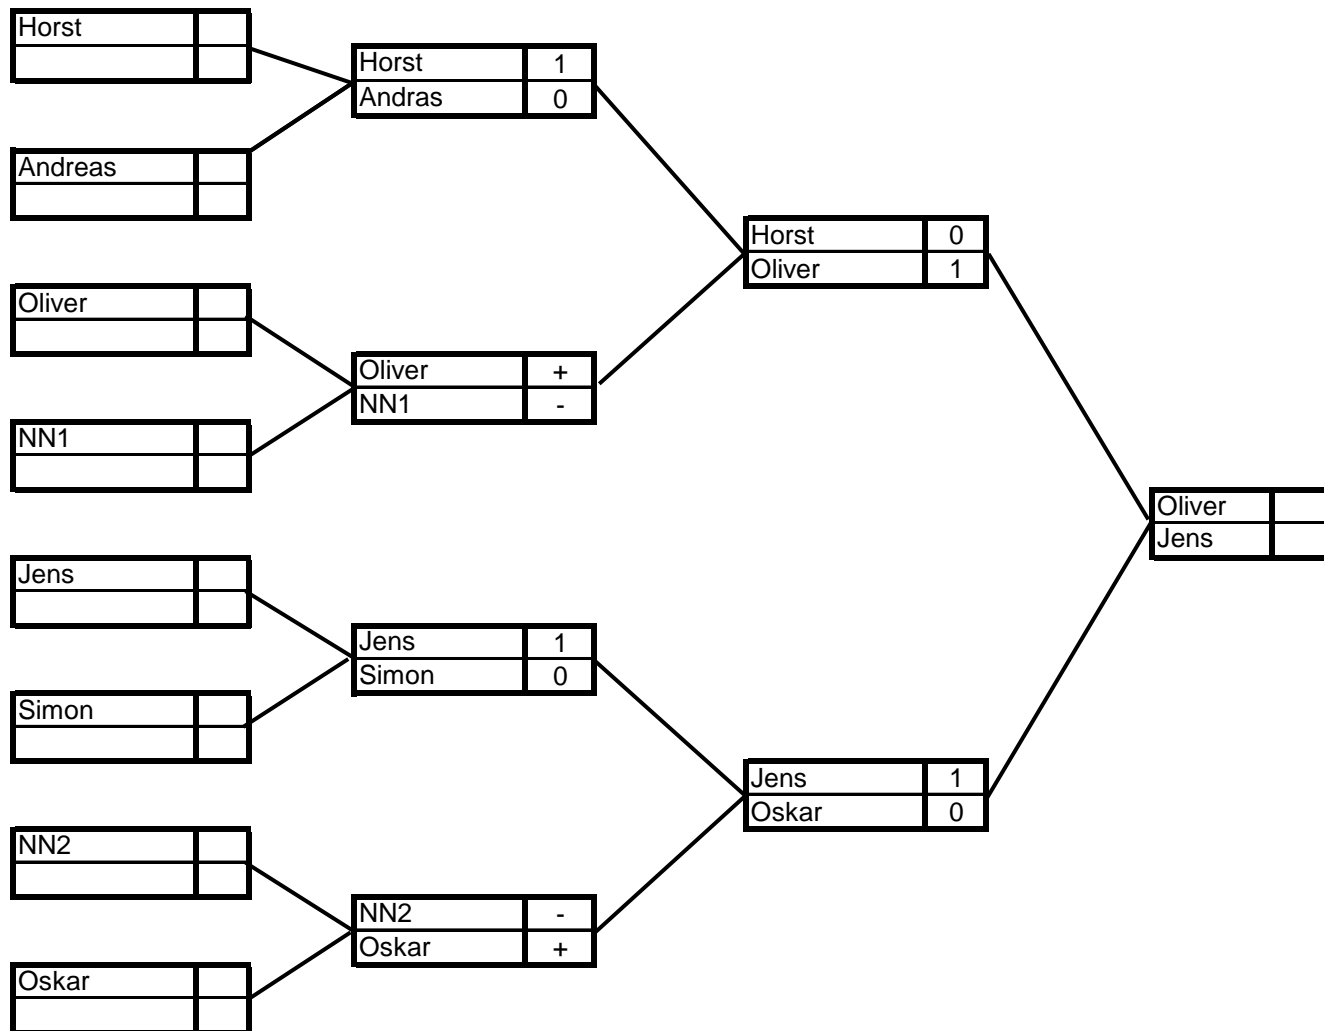 Horst
Andreas
Oliver
NN1
Jens
Simon
NN2
Oskar
Horst 1
Andras 0
Oliver +
NN1 -
Jens 1
Simon 0
NN2 -
Oskar +
Horst 0
Oliver 1
Jens 1
Oskar 0
Oliver
Jens